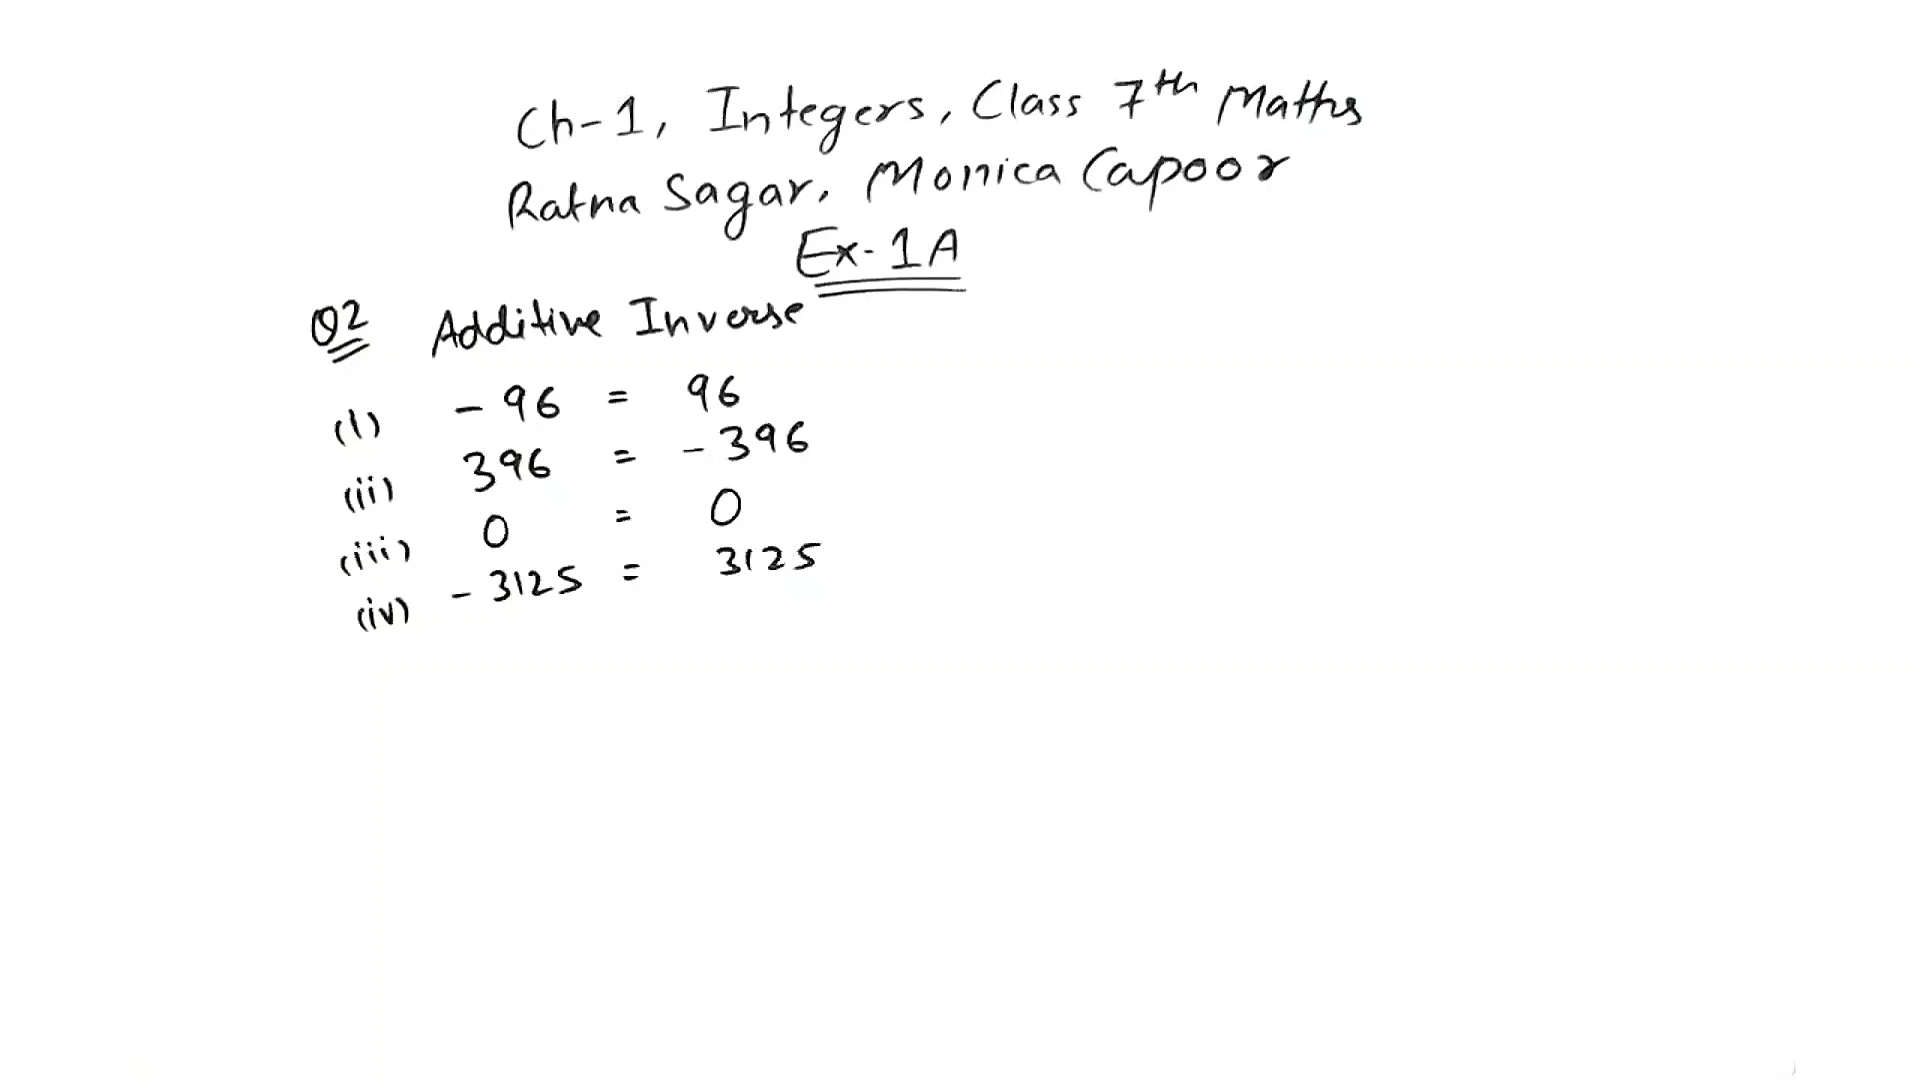 Ch-1, Integers, Class 7th Maths
Ratna Sagar, Monica Capoor
Ex-1A
Q2 Additive Inverse
(i) -96 = 96
(ii) 396 = -396
(iii) 0 = 0
(iv) -3125 = 3125